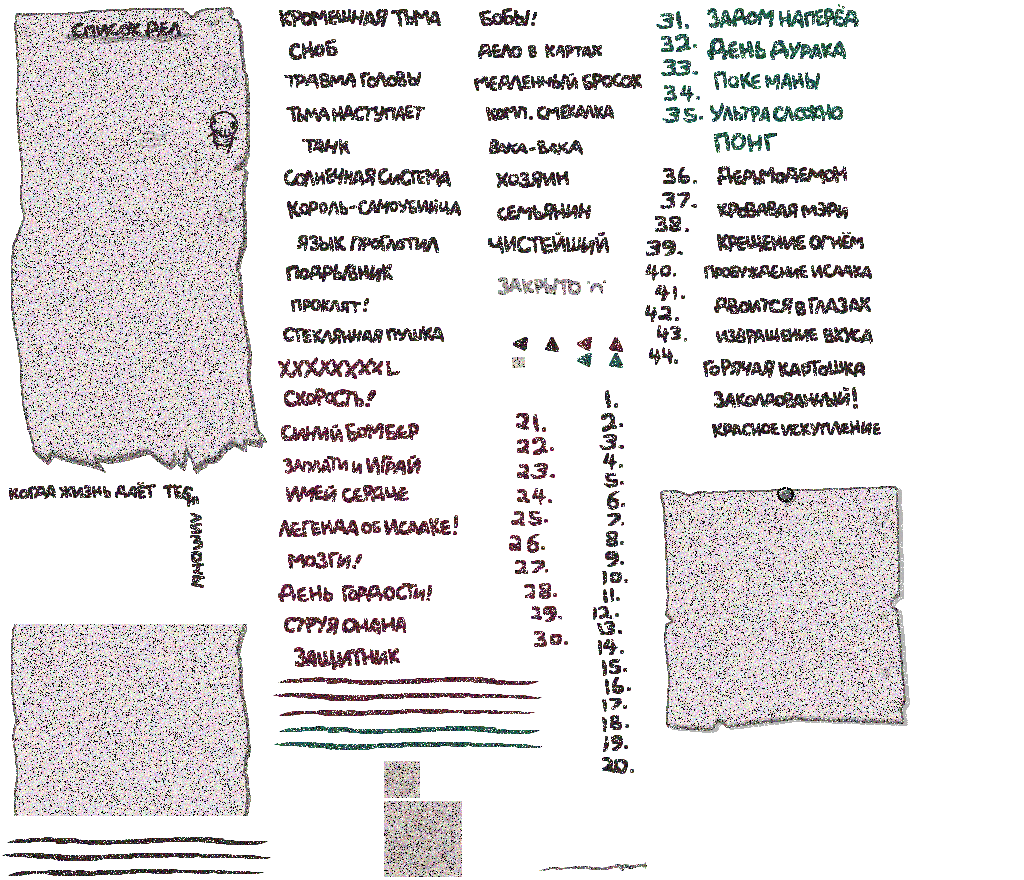 СПИСОК ДЕЛ
КОГДА ЖИЗНЬ ДАЁТ ТЕБЕ
ЛИМОНЫ
КРОМЕШНАЯ ТЬМА
СНОБ
ТРАВМА ГОЛОВЫ
ТЬМА НАСТУПАЕТ
ТАНК
СОЛНЕЧНАЯ СИСТЕМА
КОРОЛЬ-САМОУБИЙЦА
ЯЗЫК ПРОГЛОТИЛ
ПОДРЫВНИК
ПРОКЛЯТ!
СТЕКЛЯННАЯ ПУШКА
XXXXXXXXL
СКОРОСТЬ!
СИНИЙ БОМБЕР
ЗАПЛАТИ и ИГРАЙ
ИМЕЙ СЕРДЦЕ
ЛЕГЕНДА ОБ ИСААКЕ!
МОЗГИ!
ДЕНЬ ГОРДОСТИ!
СТРУЯ ОНАНА
ЗАЩИТНИК
БОБЫ!
ДЕЛО В КАРТАХ
МЕДЛЕННЫЙ БРОСОК
КОМП. СМЕКАЛКА
ВАКА-ВАКА
ХОЗЯИН
СЕМЬЯНИН
ЧИСТЕЙШИЙ
ЗАКРЫТО
21.
22.
23.
24.
25.
26.
27.
28.
29.
30.
1.
2.
3.
4.
5.
6.
7.
8.
9.
10.
11.
12.
13.
14.
15.
16.
17.
18.
19.
20.
31.
32.
33.
34.
35.
36.
37.
38.
39.
40.
41.
42.
43.
44.
ЗАДОМ НАПЕРЁД
ДЕНЬ ДУРАКА
ПОКЕ МАНЫ
УЛЬТРА СЛОЖНО
ПОНГ
ДЕРЬМОДЕМОН
КРОВАВАЯ МЭРИ
КРЕЩЕНИЕ ОГНЁМ
ПРОБУЖДЕНИЕ ИСААКА
ДВОИТСЯ В ГЛАЗАХ
ИЗВРАЩЕНИЕ ВКУСА
ГОРЯЧАЯ КАРТОШКА
ЗАКОЛДОВАННЫЙ!
КРАСНОЕ ИСКУПЛЕНИЕ